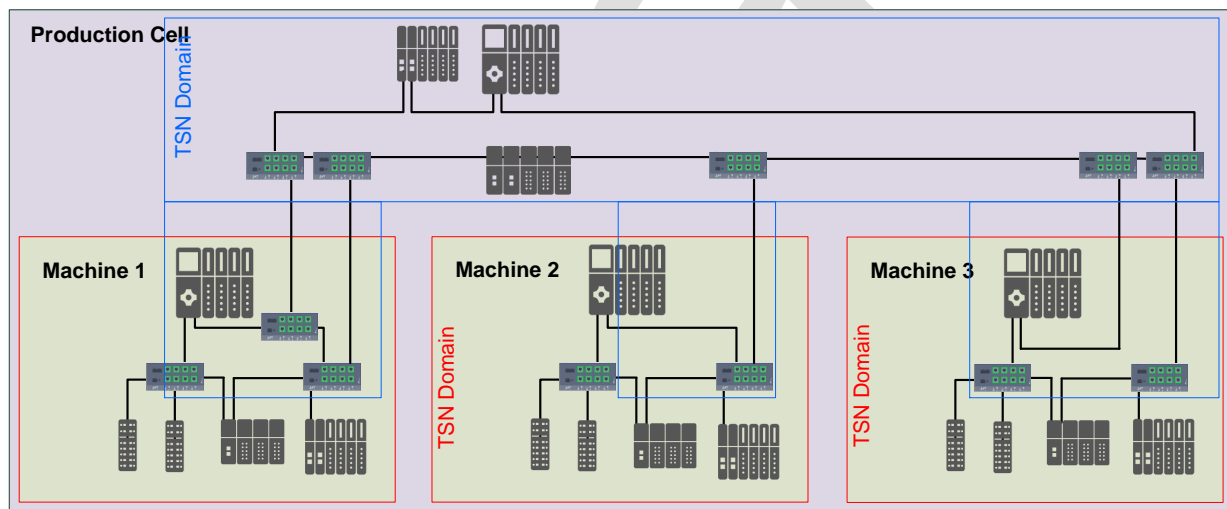 Production Cell
TSN Domain
Machine 1
Machine 2
Machine 3
TSN Domain
TSN Domain